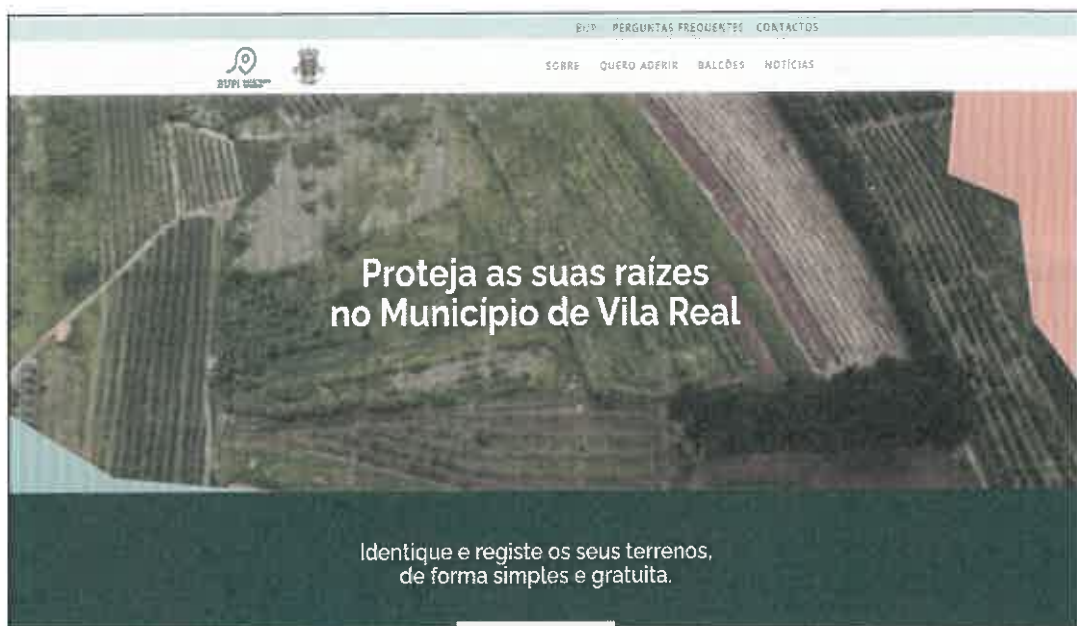 BUPI PERGUNTAS FREQUENTES CONTACTOS
BUPI
SOBRE QUERO ADERIR BALCÕES NOTÍCIAS
Proteja as suas raízes
no Município de Vila Real
Identique e registe os seus terrenos,
de forma simples e gratuita.